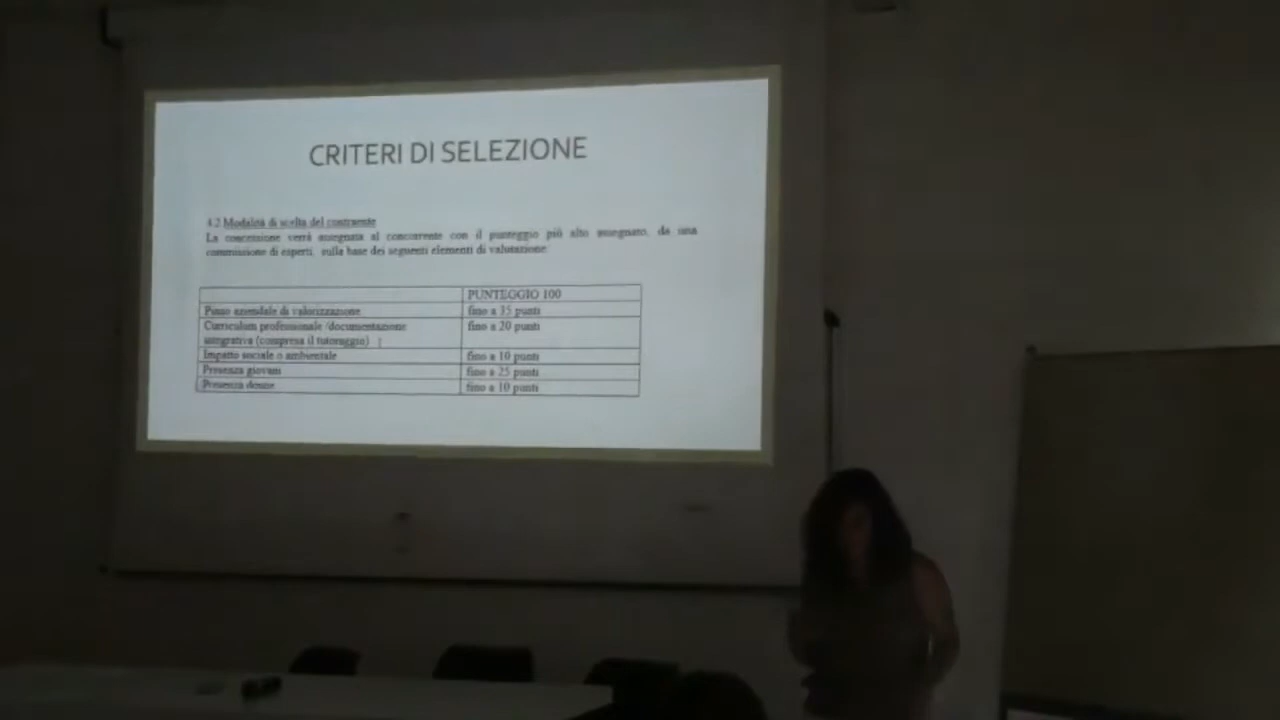 CRITERI DI SELEZIONE
4.2 Modalità di scelta del contraente
La concessione verrà assegnata al concorrente con il punteggio più alto assegnato, da una
commissione di esperti, sulla base dei seguenti elementi di valutazione:
PUNTEGGIO 100
Piano aziendale di valorizzazione fino a 35 punti
Curriculum professionale /documentazione fino a 20 punti
integrativa (compresa il tutoraggio)
Impatto sociale o ambientale fino a 10 punti
Presenza giovani fino a 25 punti
Presenza donne fino a 10 punti